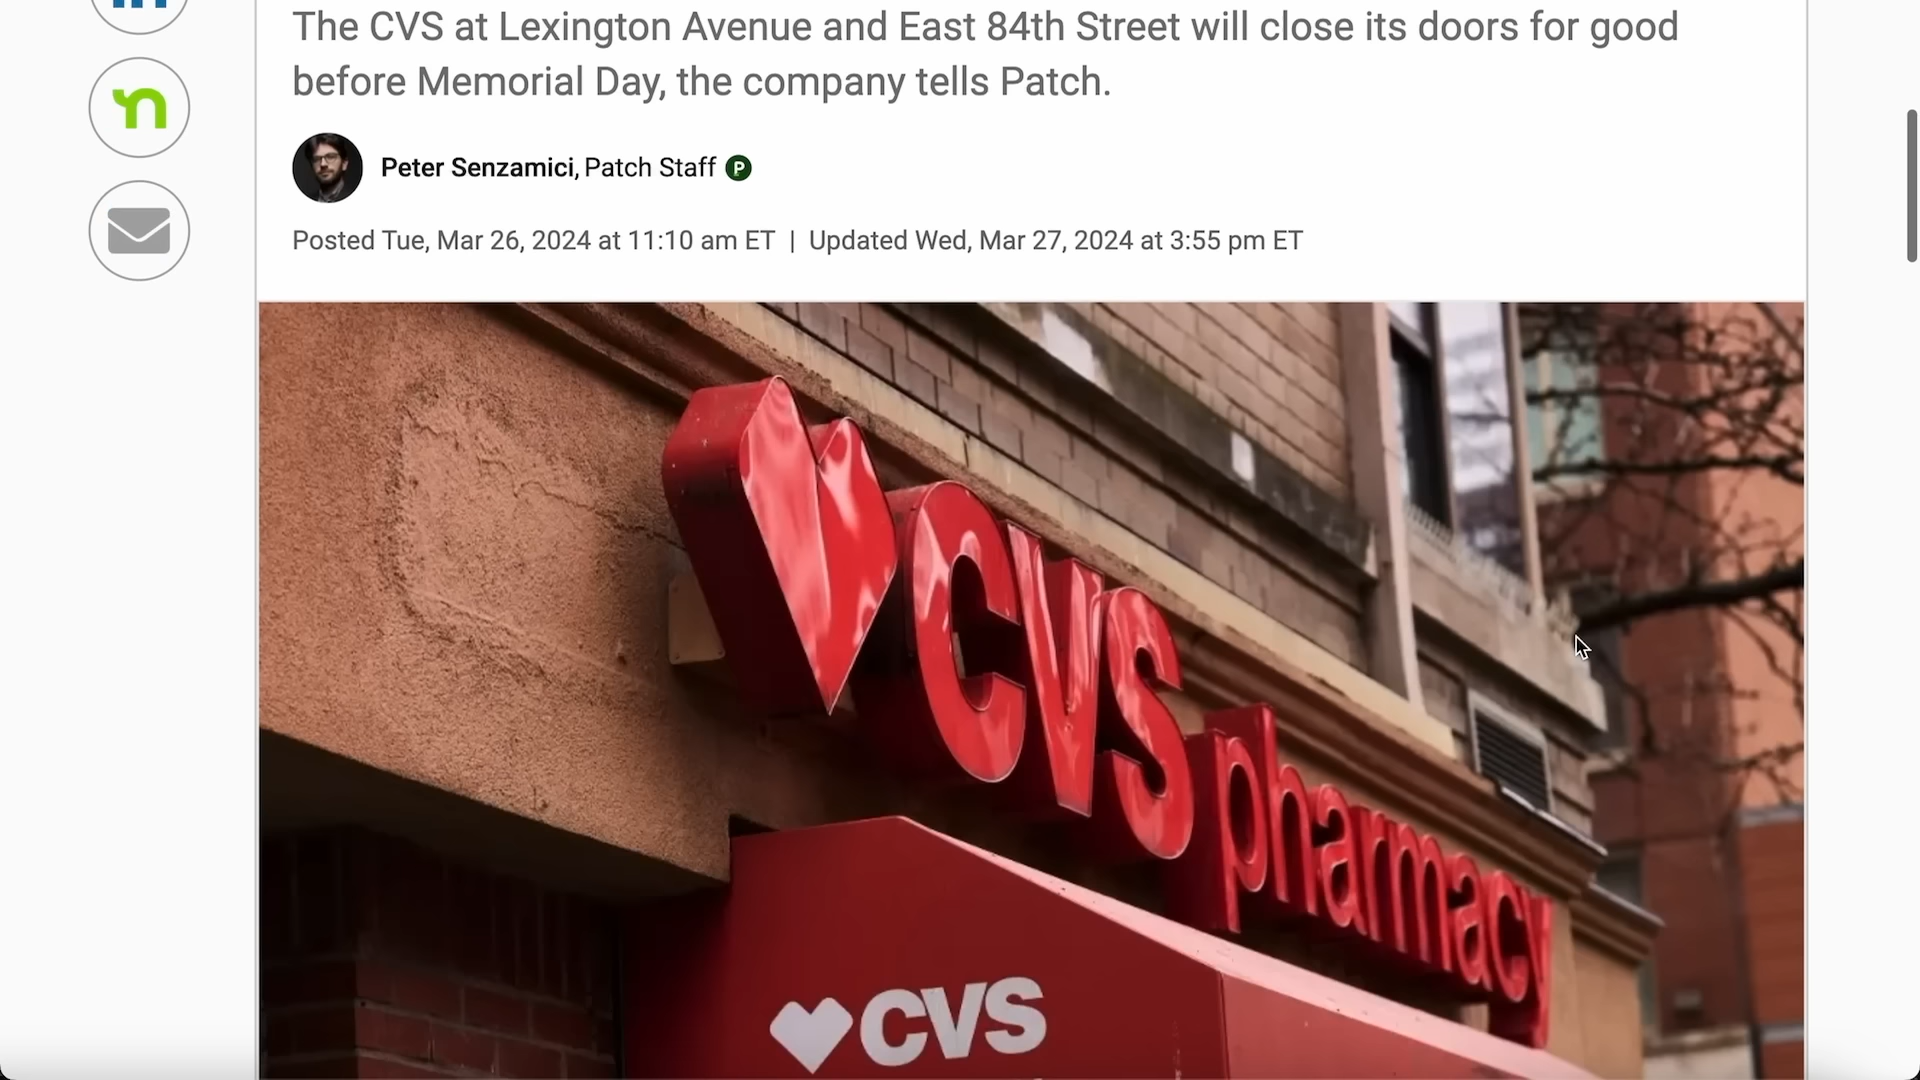 The CVS at Lexington Avenue and East 84th Street will close its doors for good
before Memorial Day, the company tells Patch.
Peter Senzamici, Patch Staff P
Posted Tue, Mar 26, 2024 at 11:10 am ET | Updated Wed, Mar 27, 2024 at 3:55 pm ET
CVS pharmacy
CVS